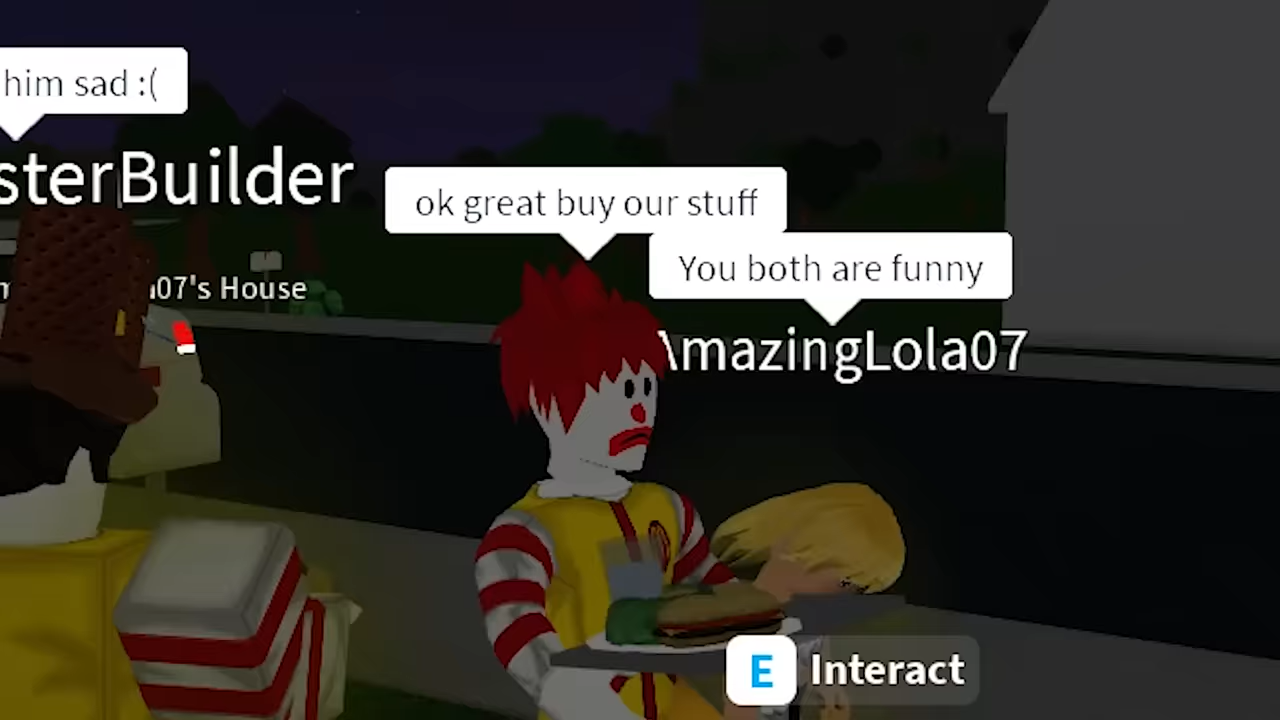 him sad :(
sterBuilder
ok great buy our stuff
You both are funny
07's House
AmazingLola07
E Interact